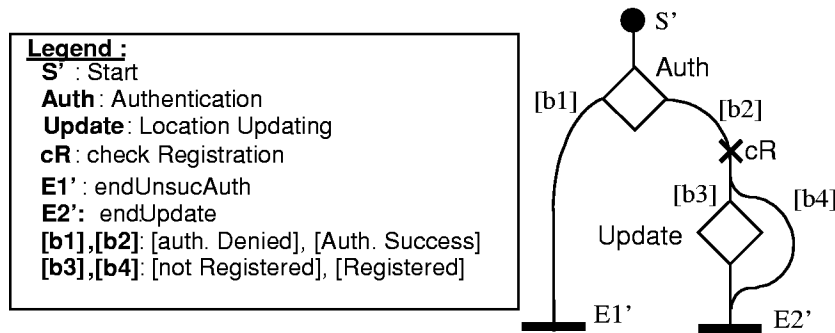 Legend :
S' : Start
Auth : Authentication
Update : Location Updating
cR : check Registration
E1' : endUnsucAuth
E2': endUpdate
[b1],[b2]: [auth. Denied], [Auth. Success]
[b3],[b4]: [not Registered], [Registered]
S'
Auth
[b1]
[b2]
cR
[b3]
[b4]
Update
E1'
E2'